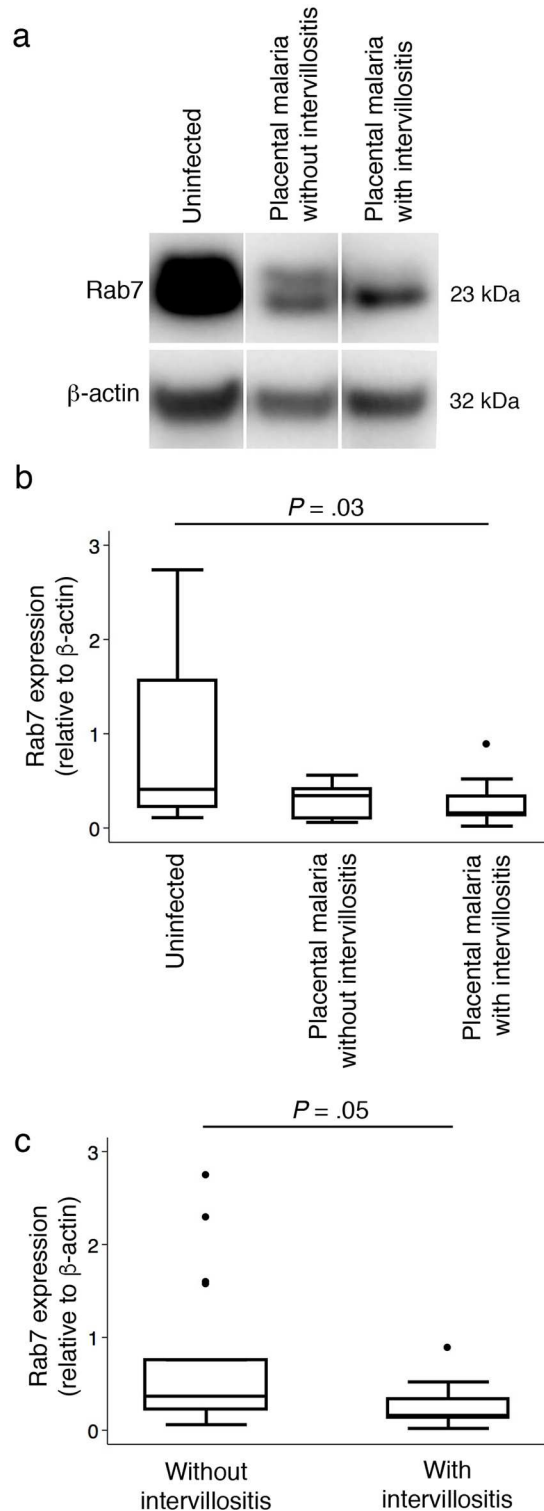 a
Uninfected
Placental malaria
without intervillositis
Placental malaria
with intervillositis
Rab7
23 kDa
β-actin
32 kDa
b
P = .03
Rab7 expression
(relative to β-actin)
3
2
1
0
Uninfected
Placental malaria
without intervillositis
Placental malaria
with intervillositis
c
P = .05
Rab7 expression
(relative to β-actin)
3
2
1
0
Without
intervillositis
With
intervillositis